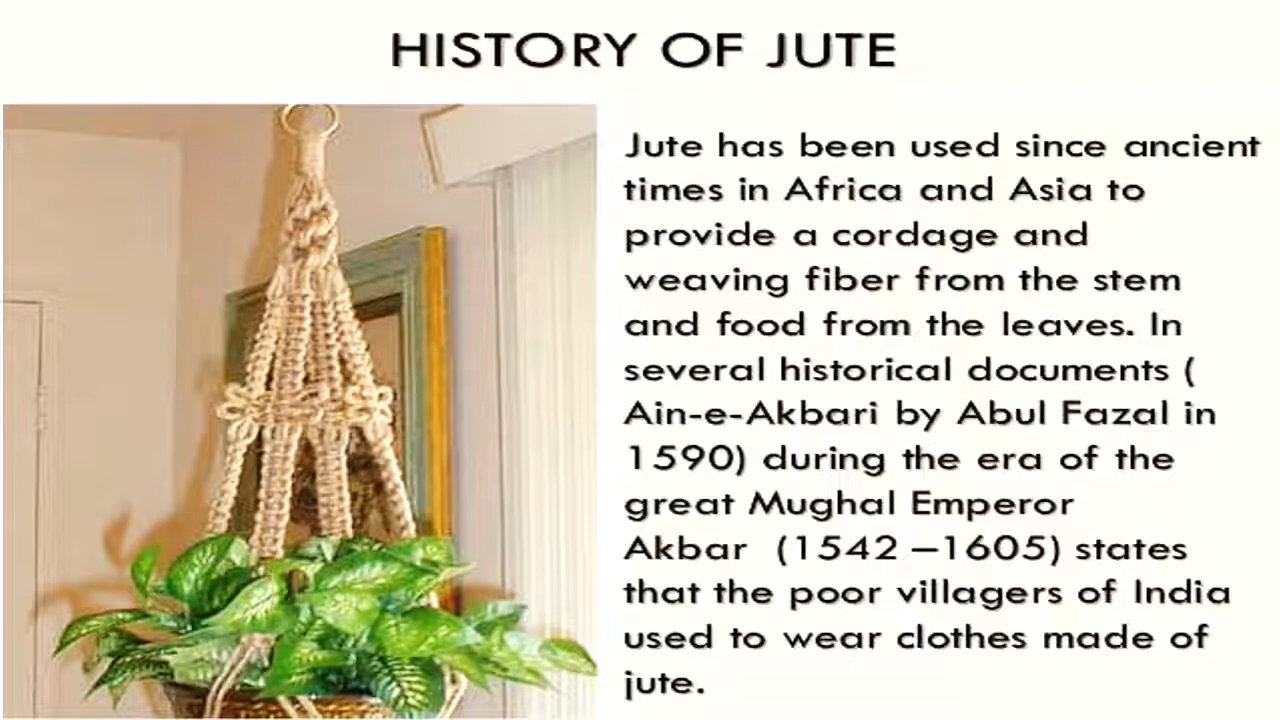 HISTORY OF JUTE
Jute has been used since ancient
times in Africa and Asia to
provide a cordage and
weaving fiber from the stem
and food from the leaves. In
several historical documents (
Ain-e-Akbari by Abul Fazal in
1590) during the era of the
great Mughal Emperor
Akbar (1542 –1605) states
that the poor villagers of India
used to wear clothes made of
jute.